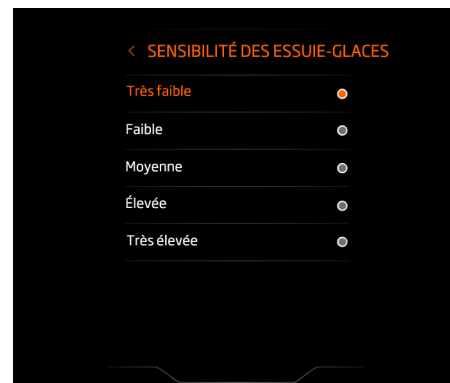 SENSIBILITÉ DES ESSUIE-GLACES
Très faible
Faible
Moyenne
Élevée
Très élevée